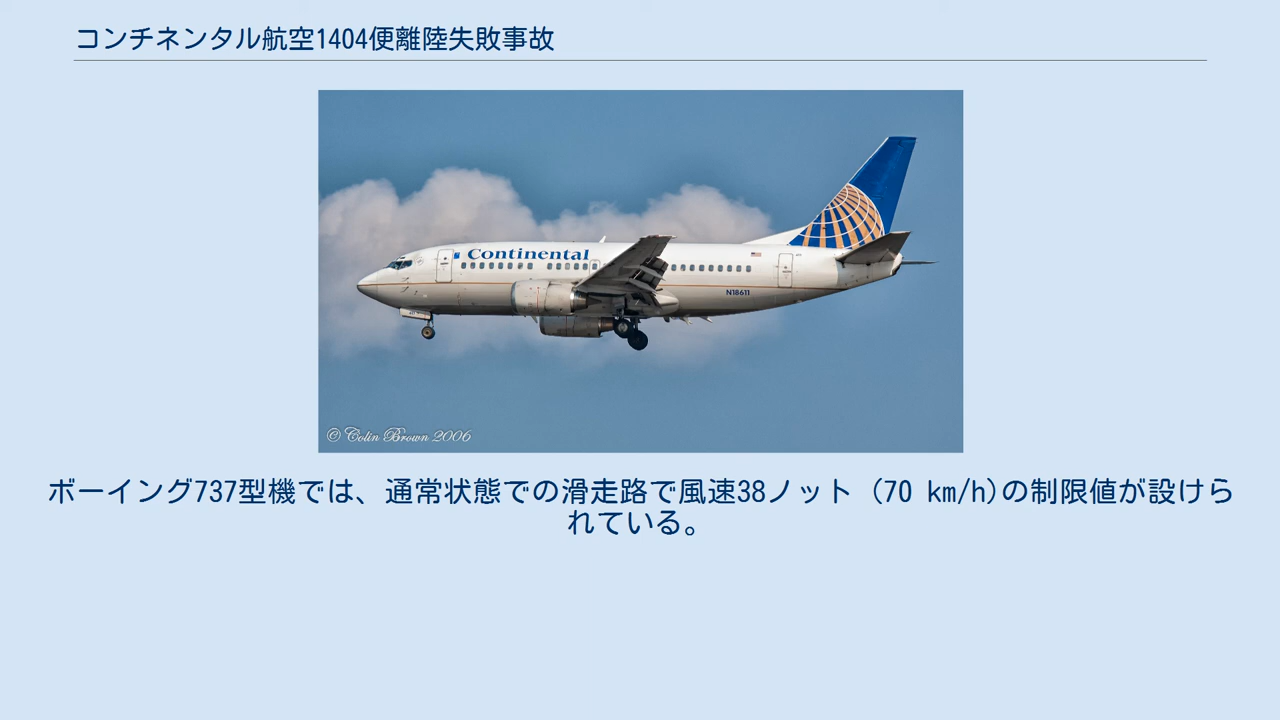 コンチネンタル航空1404便離陸失敗事故
Continental
N18611
© Colin Brown 2006
ボーイング737型機では、通常状態での滑走路で風速38ノット (70 km/h)の制限値が設けら
れている。